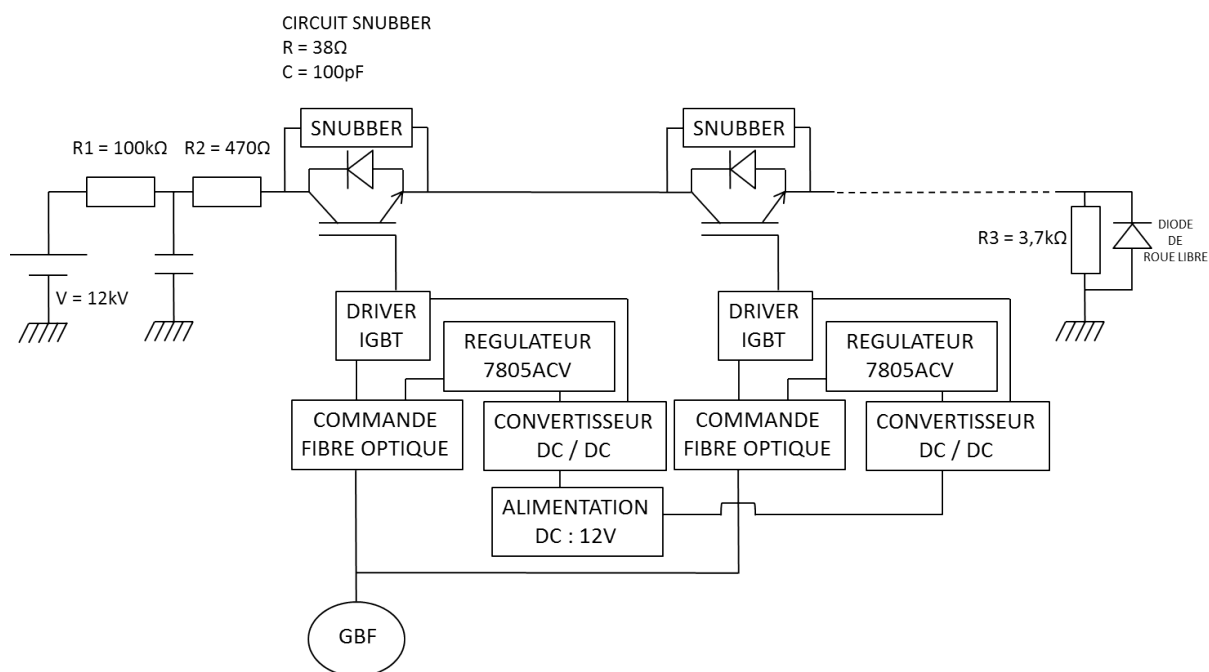 CIRCUIT SNUBBER
R = 38Ω
C = 100pF
SNUBBER
SNUBBER
R1 = 100kΩ
R2 = 470Ω
V = 12kV
R3 = 3,7kΩ
DIODE
DE
ROUE LIBRE
DRIVER
IGBT
REGULATEUR
7805ACV
DRIVER
IGBT
REGULATEUR
7805ACV
COMMANDE
FIBRE OPTIQUE
CONVERTISSEUR
DC / DC
COMMANDE
FIBRE OPTIQUE
CONVERTISSEUR
DC / DC
ALIMENTATION
DC : 12V
GBF